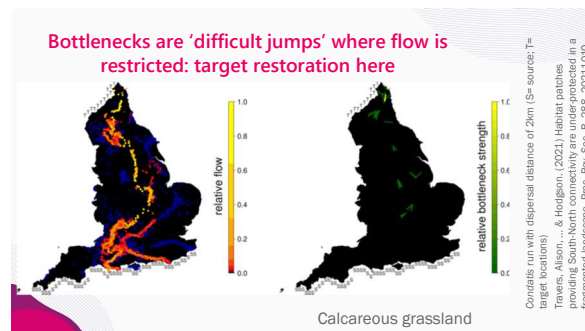 Bottlenecks are ‘difficult jumps’ where flow is
restricted: target restoration here
1.0
0.8
0.6
0.4
0.2
0.0
relative flow
1.0
0.8
0.6
0.4
0.2
0.0
relative bottleneck strength
Condatis run with dispersal distance of 2km (S= source; T=
target locations)
Travers, Alison, ... & Hodgson, (2021) Habitat patches
providing South-North connectivity are under-protected in a
Calcareous grassland